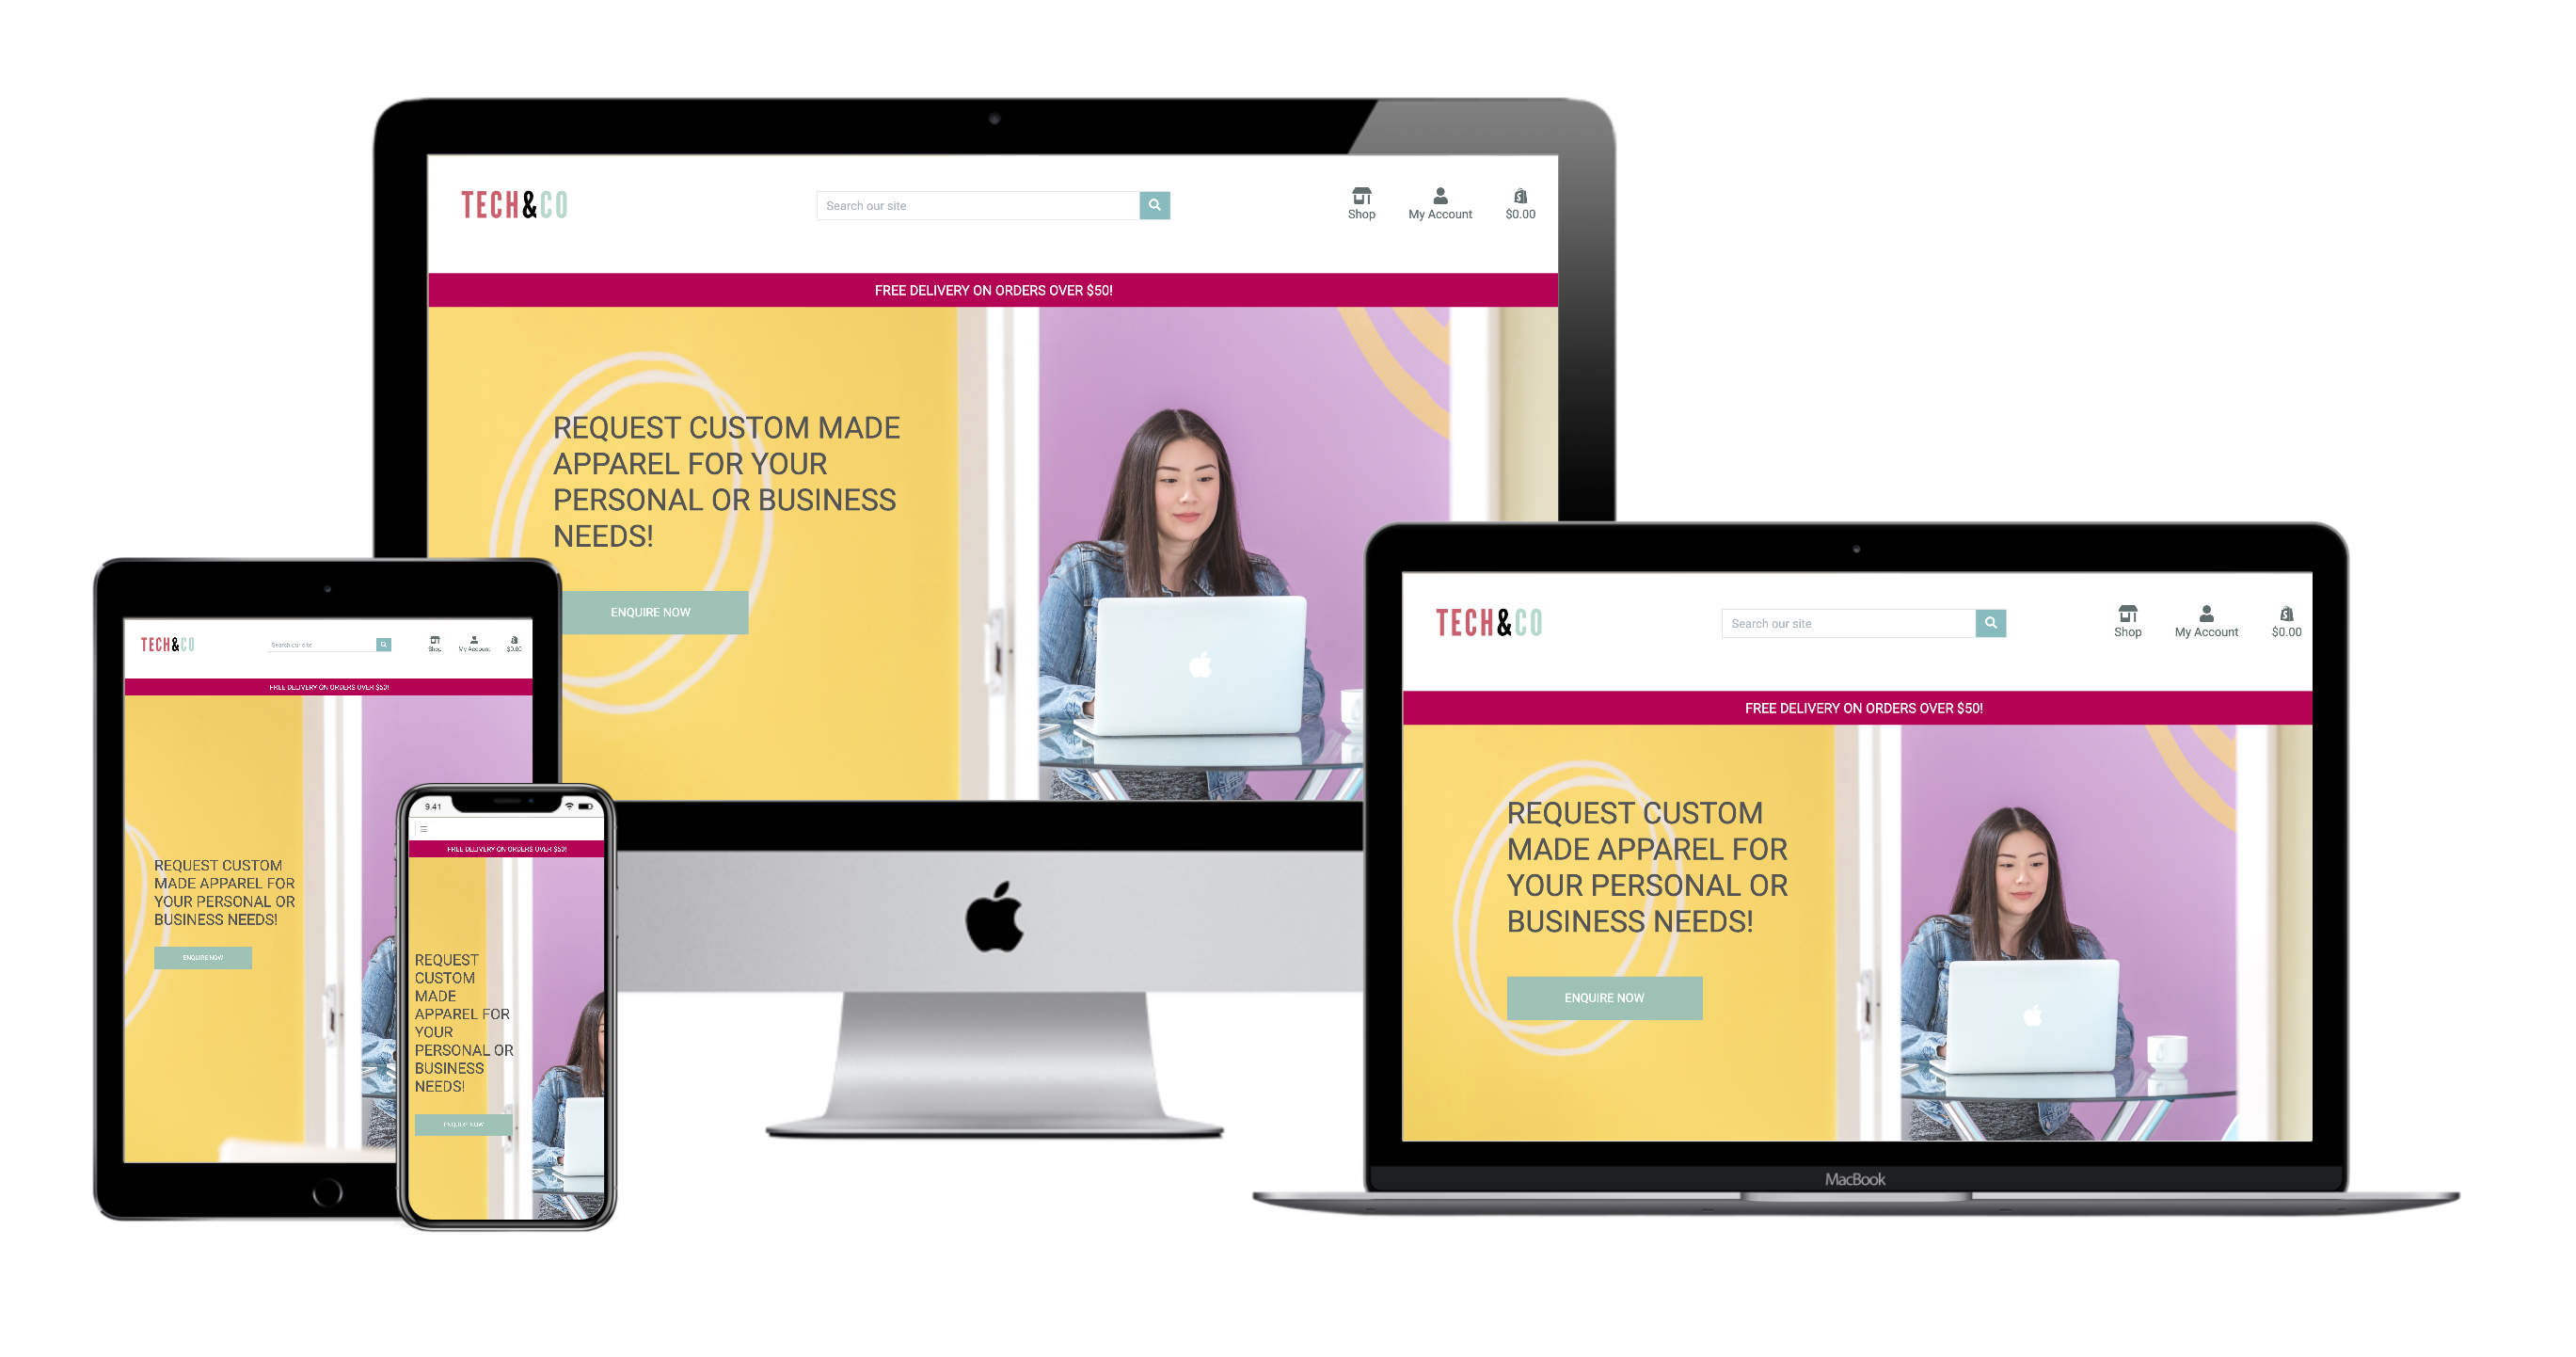 TECH&CO
Search our site
Shop
My Account
$0.00
FREE DELIVERY ON ORDERS OVER $50!
REQUEST CUSTOM MADE
APPAREL FOR YOUR
PERSONAL OR BUSINESS
NEEDS!
ENQUIRE NOW
TECH&CO
Search our site
Shop
My Account
$0.00
FREE DELIVERY ON ORDERS OVER $50!
REQUEST CUSTOM
MADE APPAREL FOR
YOUR PERSONAL OR
BUSINESS NEEDS!
ENQUIRE NOW
9.41
FREE DELIVERY ON ORDERS OVER $50!
REQUEST
CUSTOM
MADE
APPAREL FOR
YOUR
PERSONAL OR
BUSINESS
NEEDS!
ENQUIRE NOW
TECH&CO
Search our site
Shop
My Account
$0.00
FREE DELIVERY ON ORDERS OVER $50!
REQUEST CUSTOM
MADE APPAREL FOR
YOUR PERSONAL OR
BUSINESS NEEDS!
ENQUIRE NOW
MacBook